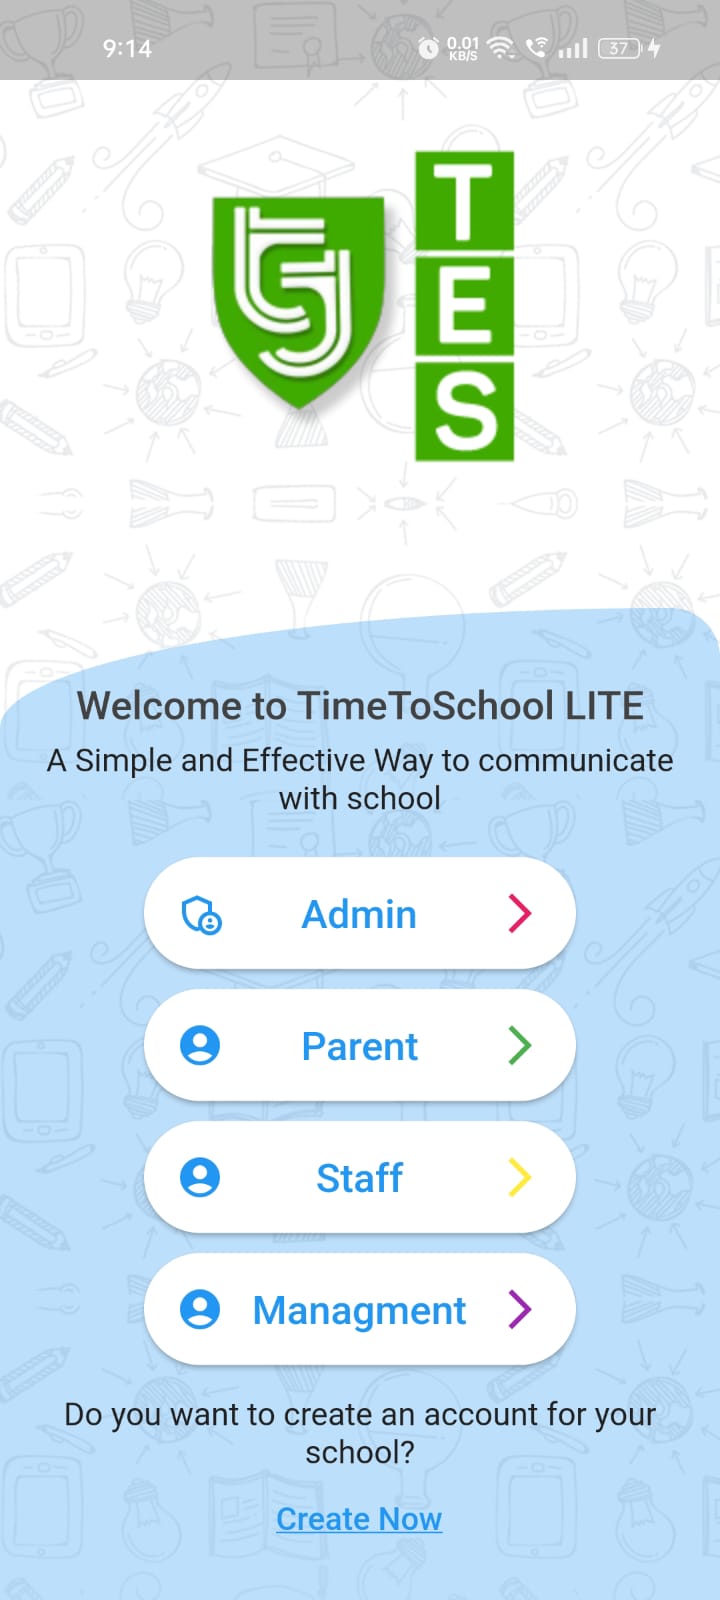 9:14
0.01
KB/S
37
T
E
S
Welcome to TimeToSchool LITE
A Simple and Effective Way to communicate
with school
Admin
Parent
Staff
Managment
Do you want to create an account for your
school?
Create Now